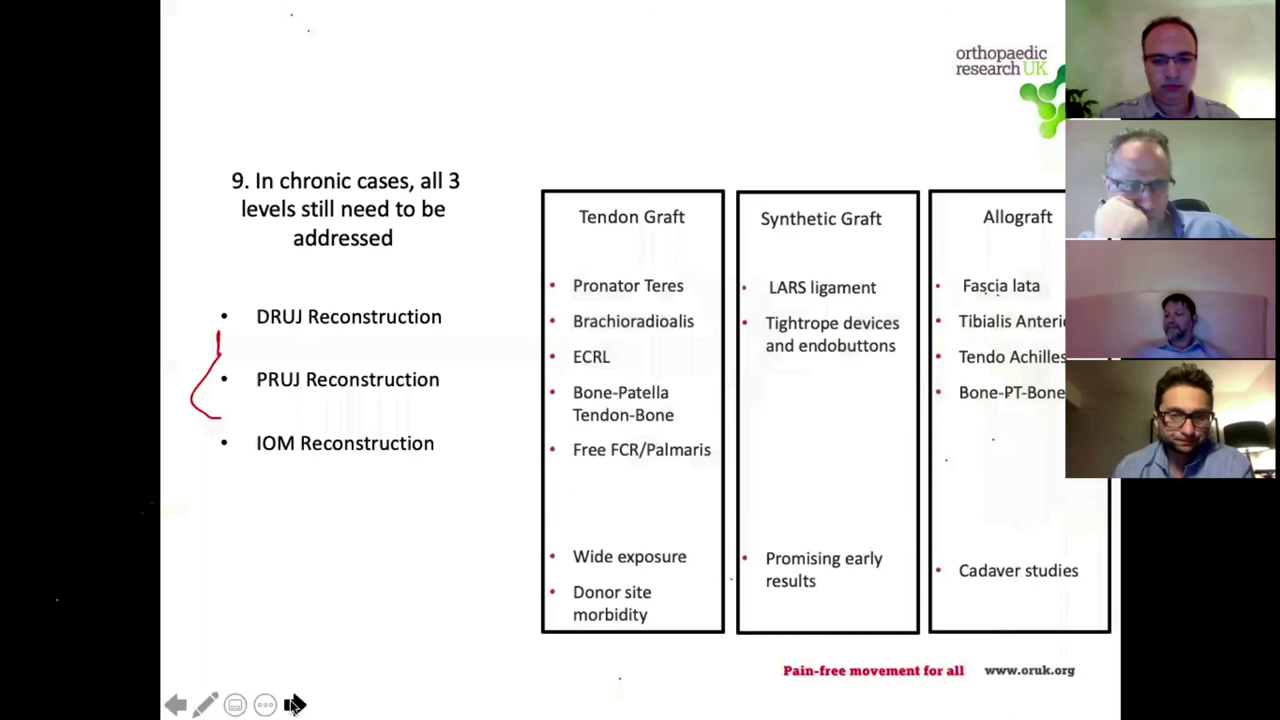 orthopaedic
research UK
9. In chronic cases, all 3
levels still need to be
addressed
• DRUJ Reconstruction
• PRUJ Reconstruction
• IOM Reconstruction
Tendon Graft
• Pronator Teres
• Brachioradioalis
• ECRL
• Bone-Patella
Tendon-Bone
• Free FCR/Palmaris
• Wide exposure
• Donor site
morbidity
Synthetic Graft
• LARS ligament
• Tightrope devices
and endobuttons
• Promising early
results
Allograft
• Fascia lata
• Tibialis Anteri
• Tendo Achilles
• Bone-PT-Bone
• Cadaver studies
Pain-free movement for all www.oruk.org